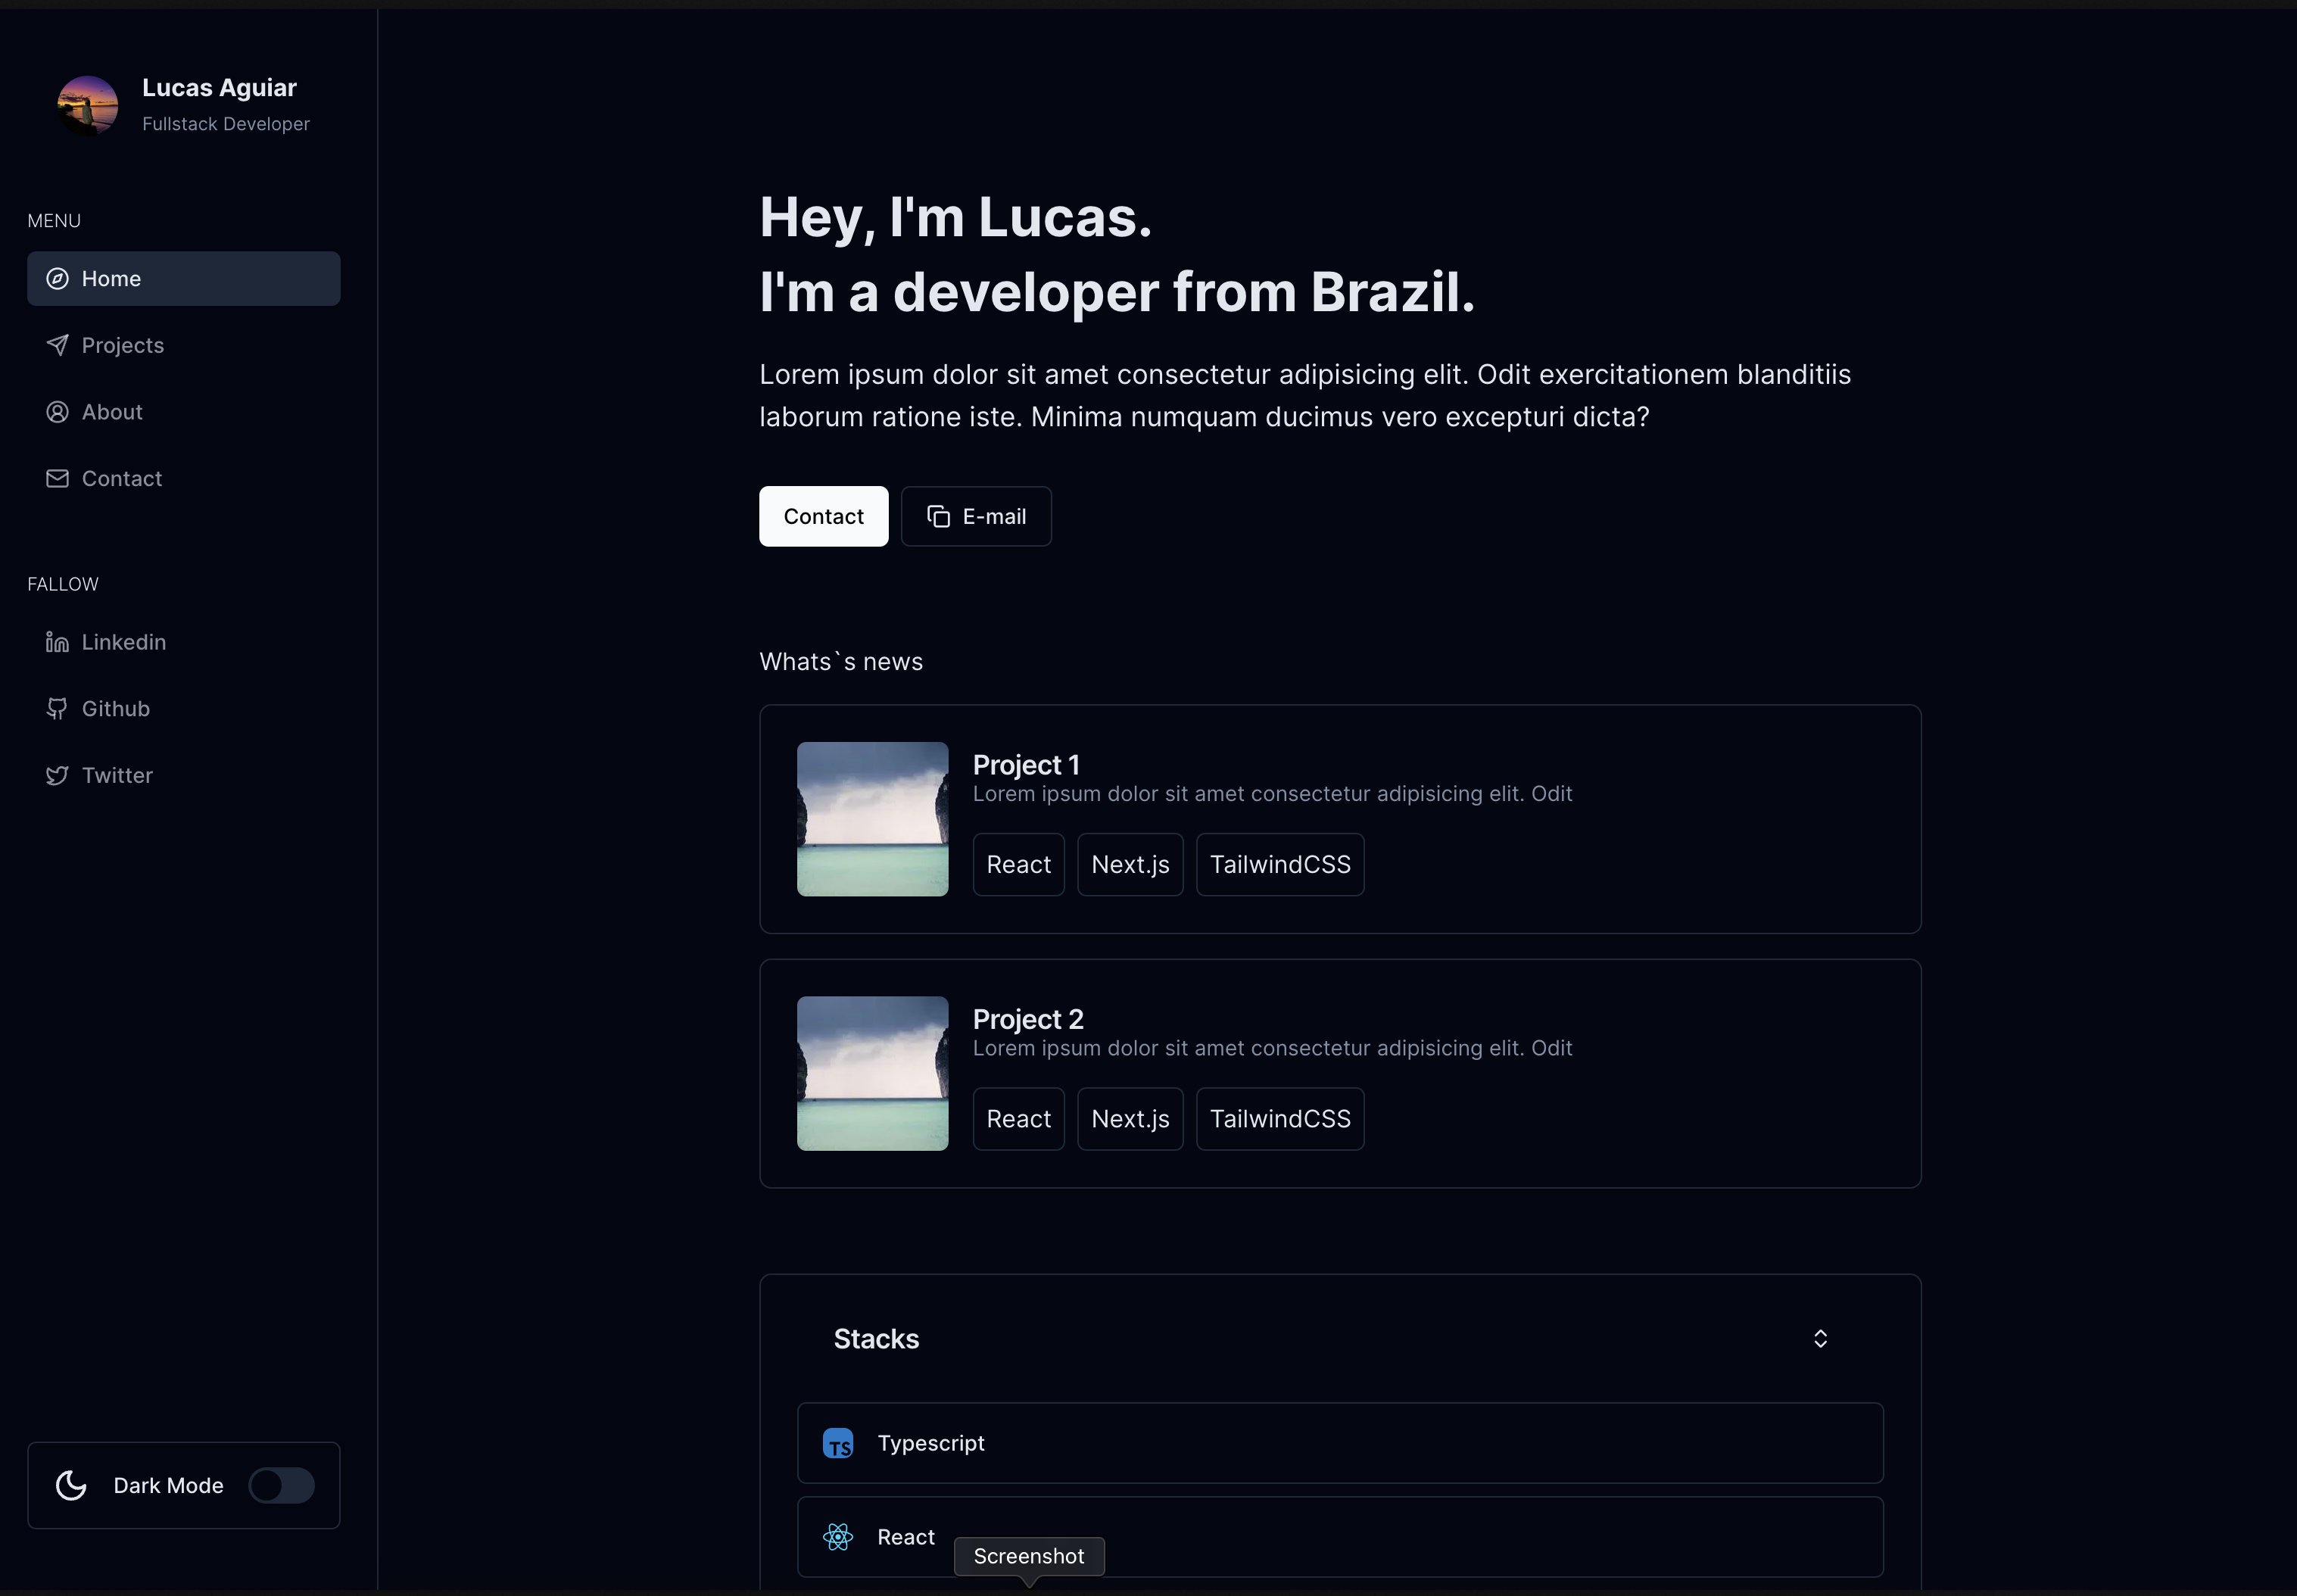 Lucas Aguiar
Fullstack Developer
MENU
Home
Projects
About
Contact
FALLOW
Linkedin
Github
Twitter
Dark Mode
Hey, I'm Lucas.
I'm a developer from Brazil.
Lorem ipsum dolor sit amet consectetur adipisicing elit. Odit exercitationem blanditiis
laborum ratione iste. Minima numquam ducimus vero excepturi dicta?
Contact
E-mail
Whats`s news
Project 1
Lorem ipsum dolor sit amet consectetur adipisicing elit. Odit
React
Next.js
TailwindCSS
Project 2
Lorem ipsum dolor sit amet consectetur adipisicing elit. Odit
React
Next.js
TailwindCSS
Stacks
TS
Typescript
React
Screenshot